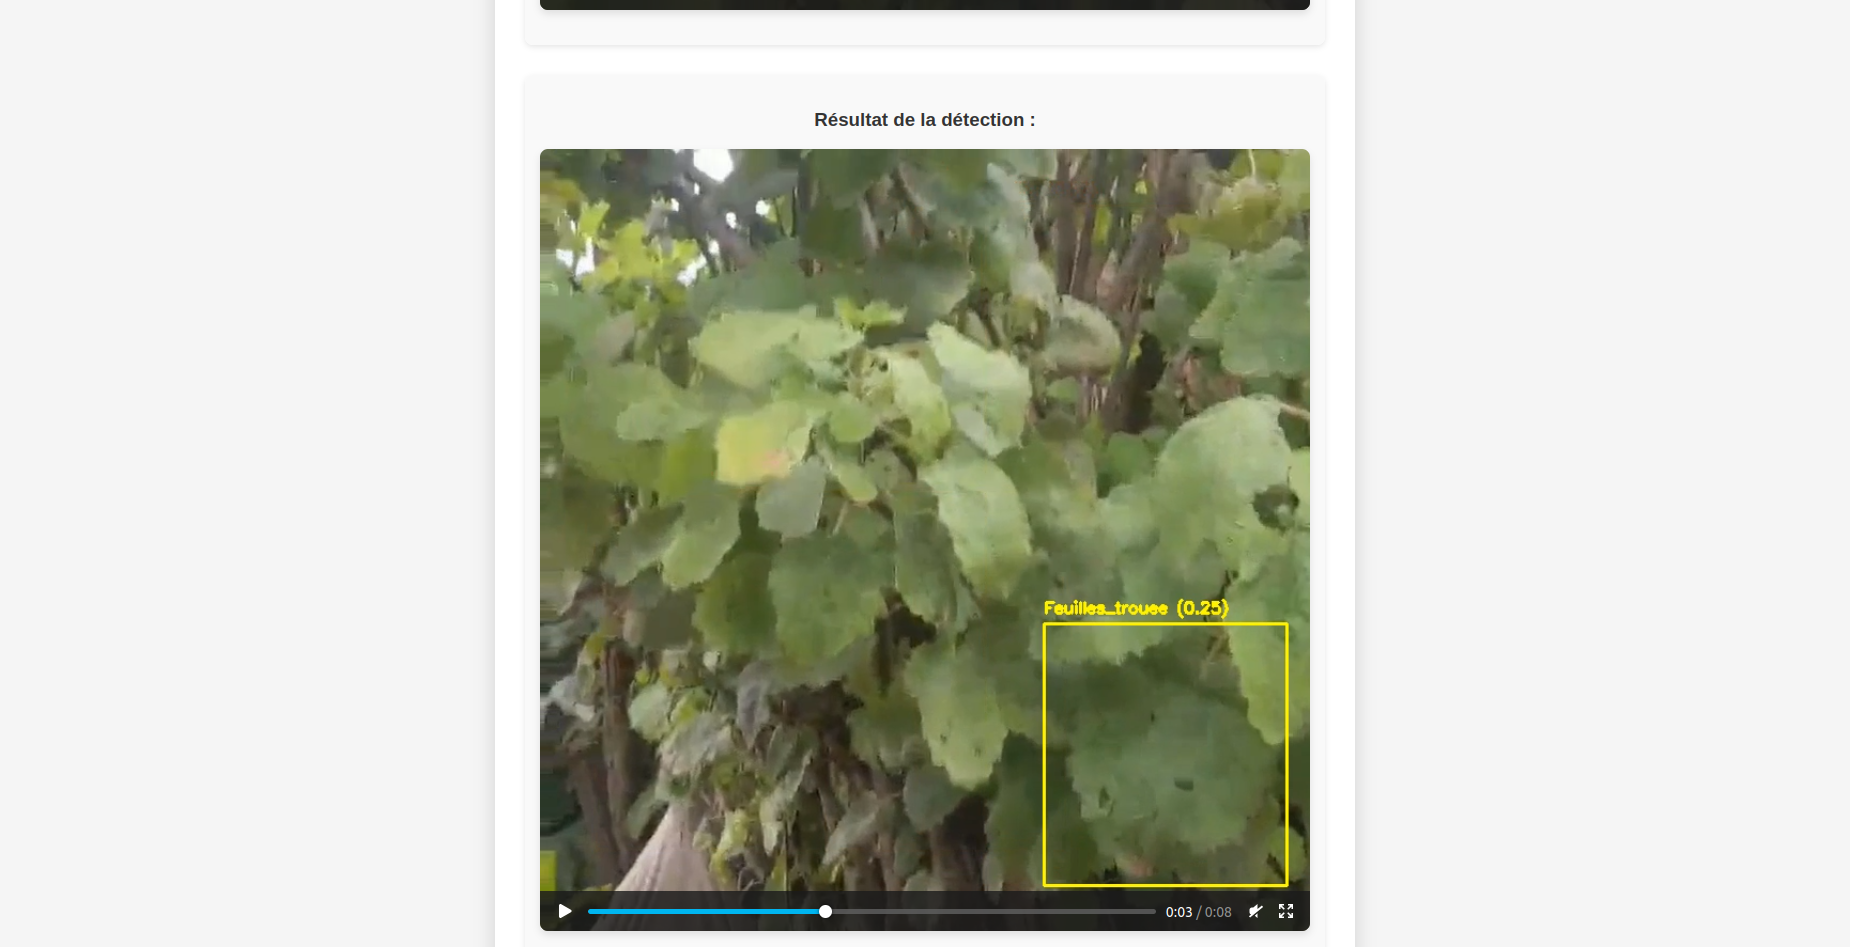 Résultat de la détection :
Feuilles_trouee (0.25)
0:03 / 0:08